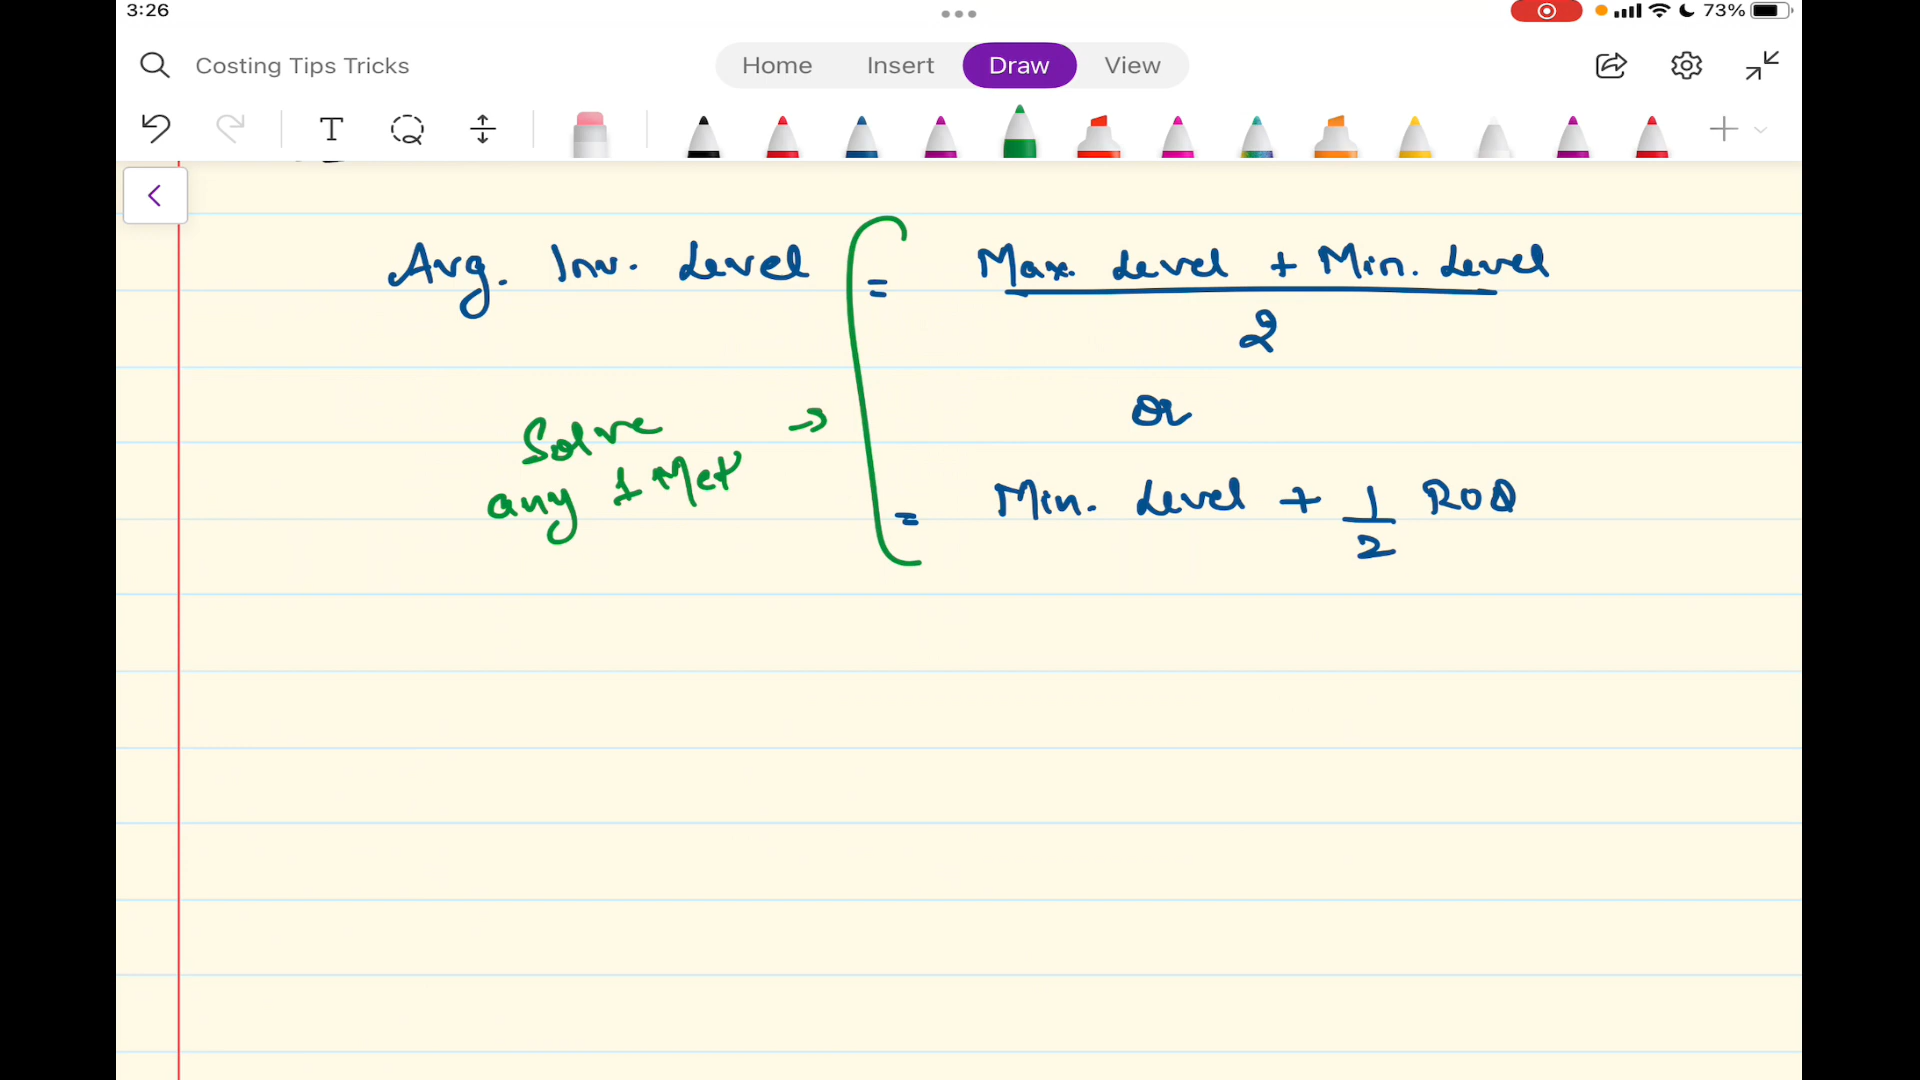 3:26
73%
Costing Tips Tricks
Home Insert Draw View
T
Avg. Inv. Level = Max. Level + Min. Level
2
or
Solve
any 1 Met →
= Min. Level + 1/2 ROQ